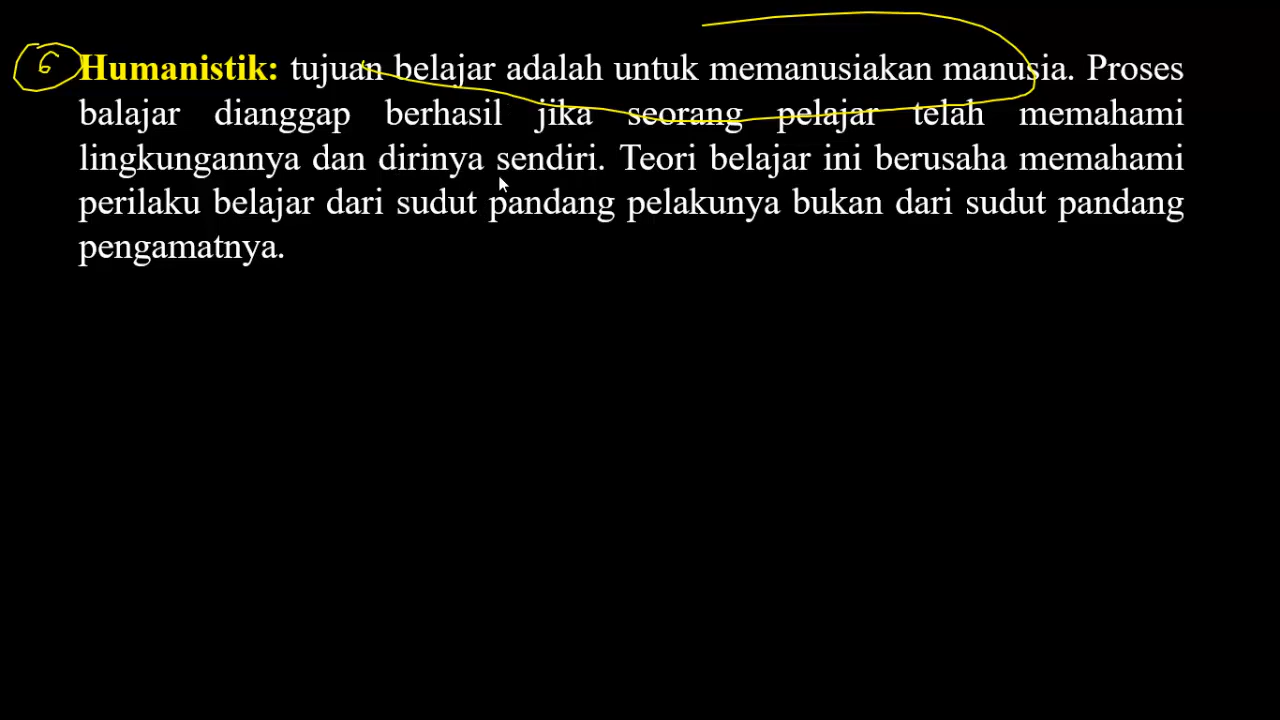 6 Humanistik: tujuan belajar adalah untuk memanusiakan manusia. Proses
balajar dianggap berhasil jika seorang pelajar telah memahami
lingkungannya dan dirinya sendiri. Teori belajar ini berusaha memahami
perilaku belajar dari sudut pandang pelakunya bukan dari sudut pandang
pengamatnya.